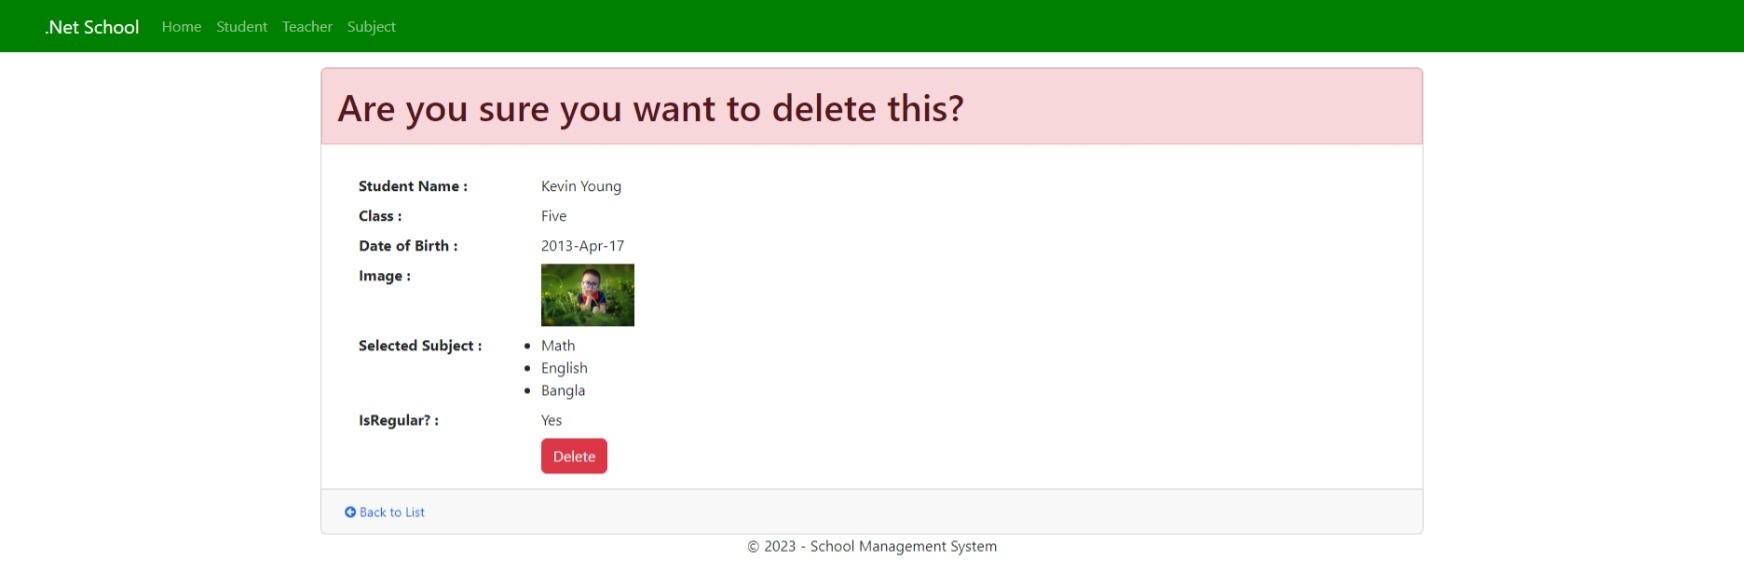 .Net School Home Student Teacher Subject
Are you sure you want to delete this?
Student Name : Kevin Young
Class : Five
Date of Birth : 2013-Apr-17
Image :
Selected Subject : • Math
• English
• Bangla
IsRegular? : Yes
Delete
Back to List
© 2023 - School Management System